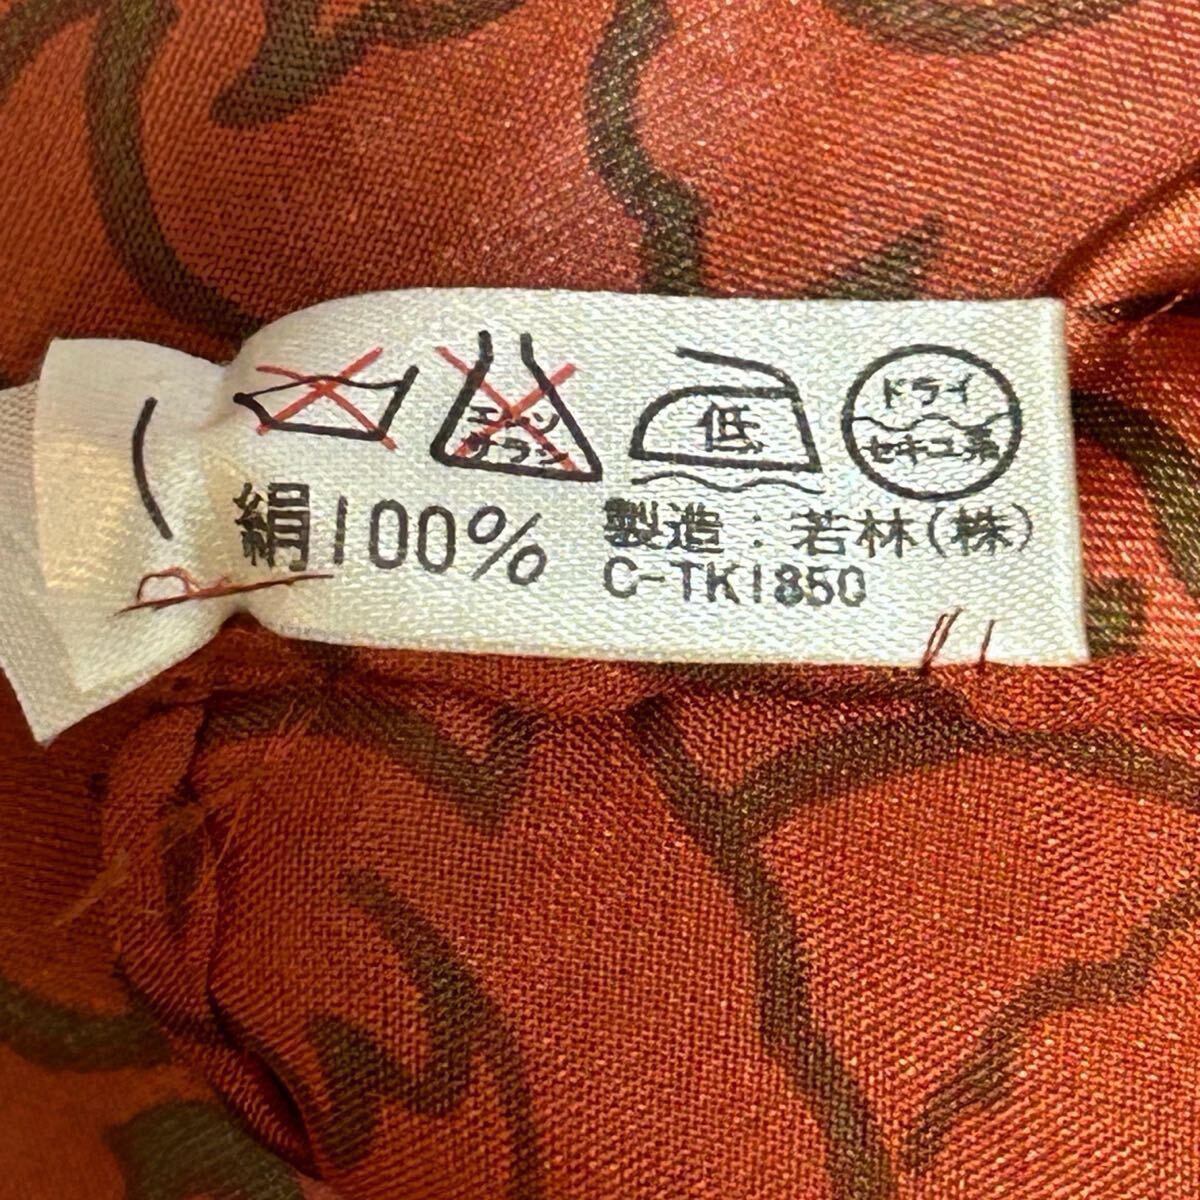 エンソ
サラシ
低
ドライ
セキユ系
絹100%
製造:若林(株)
C-TK1850